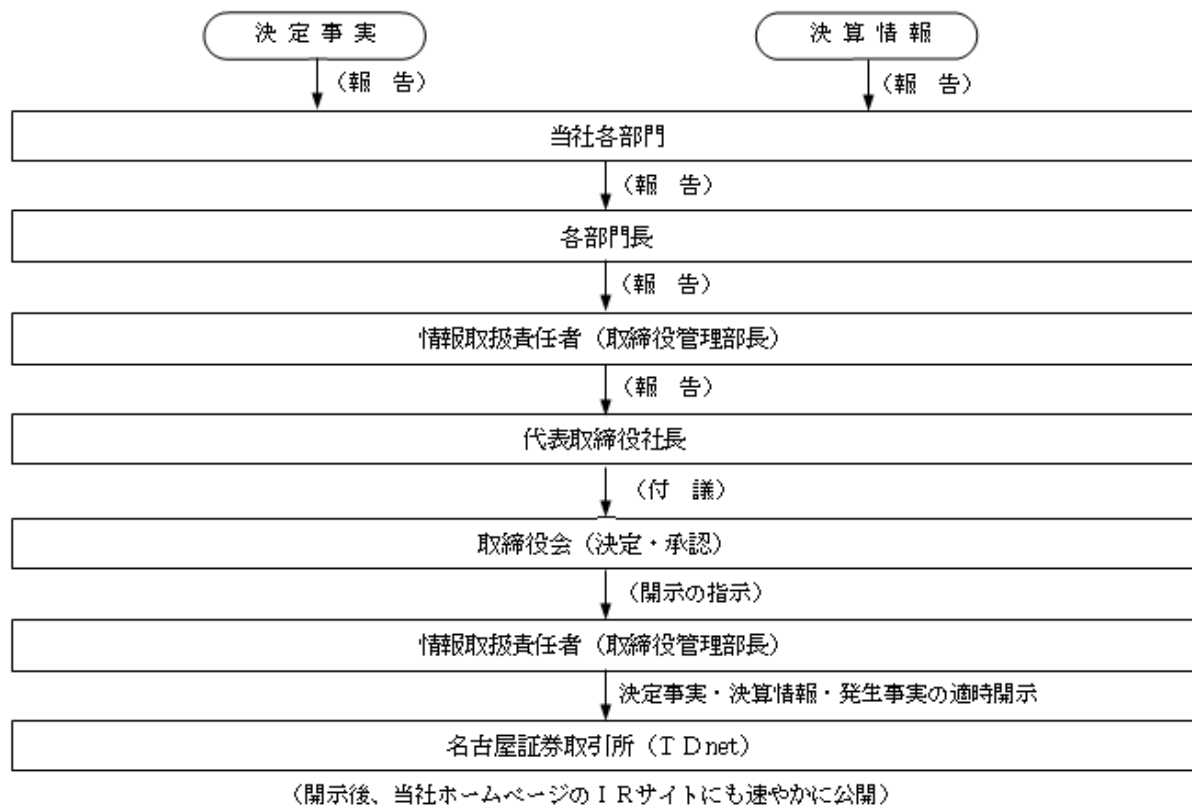 決定事実　決算情報
（報　告）　（報　告）
当社各部門
（報　告）
各部門長
（報　告）
情報取扱責任者（取締役管理部長）
（報　告）
代表取締役社長
（付　議）
取締役会（決定・承認）
（開示の指示）
情報取扱責任者（取締役管理部長）
決定事実・決算情報・発生事実の適時開示
名古屋証券取引所（ＴＤnet）
（開示後、当社ホームページのＩＲサイトにも速やかに公開）